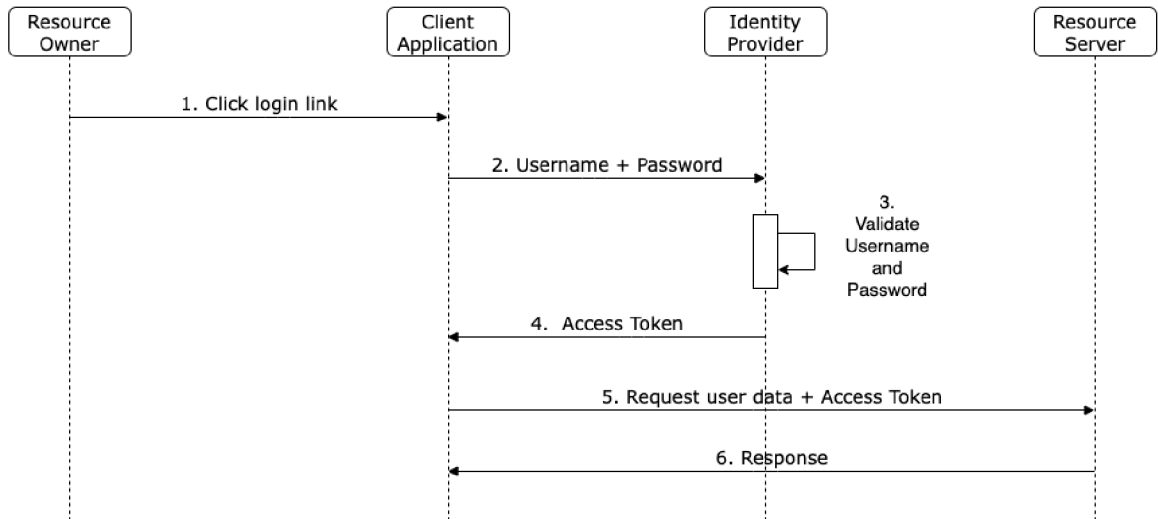 Resource
Owner
Client
Application
Identity
Provider
Resource
Server
1. Click login link
2. Username + Password
3.
Validate
Username
and
Password
4.  Access Token
5. Request user data + Access Token
6. Response